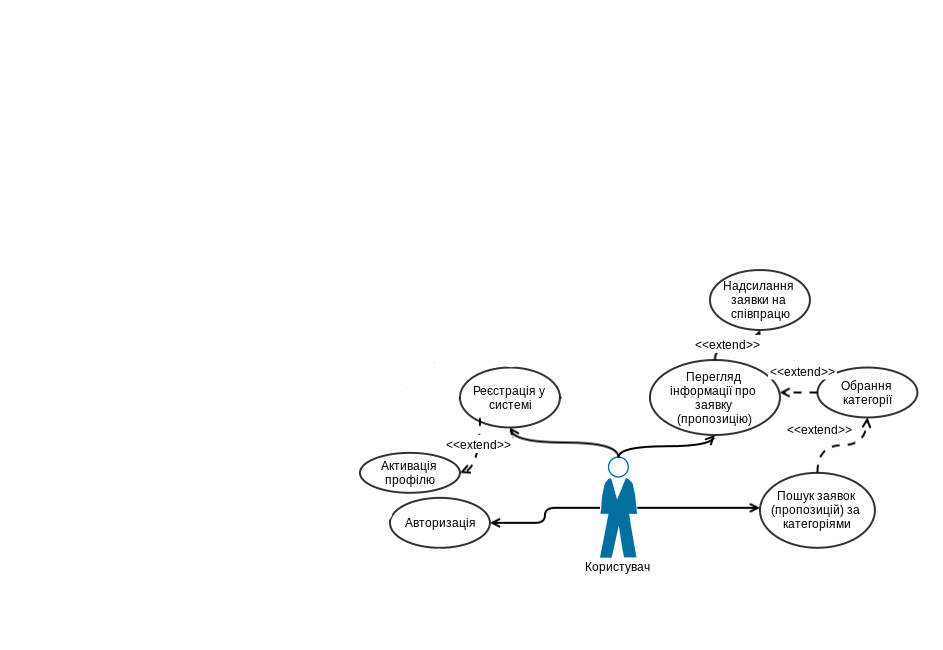 Надсилання
заявки на
співпрацю
<<extend>>
Перегляд
інформації про
заявку
(пропозицію)
<<extend>>
Обрання
категорії
<<extend>>
Реєстрація у
системі
<<extend>>
Активація
профілю
Авторизація
Пошук заявок
(пропозицій) за
категоріями
Користувач